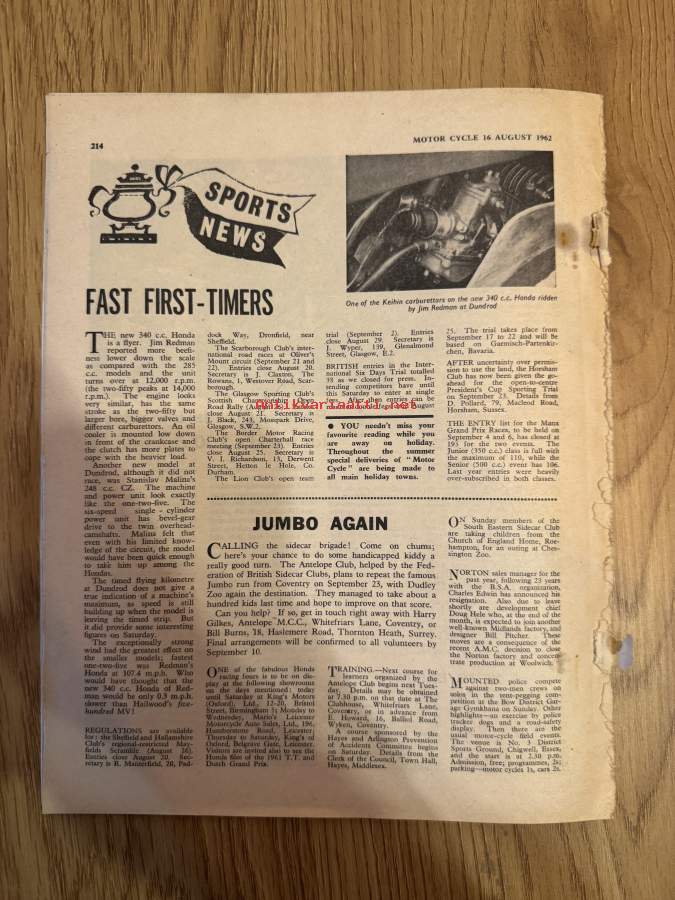 214
MOTOR CYCLE 16 AUGUST 1962
SPORTS
NEWS
One of the Keihin carburettors on the new 340 c.c. Honda ridden
by Jim Redman at Dundrod
FAST FIRST-TIMERS
THE new 340 c.c. Honda
is a flyer. Jim Redman
reported more beefi-
ness lower down the scale
as compared with the 285
c.c. models and the unit
turns over at 12,000 r.p.m.
(the two-fifty peaks at 14,000
r.p.m.). The engine looks
very similar, has the same
stroke as the two-fifty but
larger bore, bigger valves and
different carburettors. An oil
cooler is mounted low down
in front of the crankcase and
the clutch has more plates to
cope with the heavier load.
Another new model at
Dundrod, although it did not
race, was Stanislav Malina's
248 c.c. CZ. The machine
and power unit look exactly
like the one-two-five. The
six-speed single-cylinder
power unit has bevel-gear
drive to the twin overhead-
camshafts. Malina felt that
even with his limited know-
ledge of the circuit, the model
would have been quick enough
to take him up among the
Hondas.
The timed flying kilometre
at Dundrod does not give a
true indication of a machine's
maximum, as speed is still
building up when the model is
leaving the timed strip. But
it did provide some interesting
figures on Saturday.
The exceptionally strong
wind had the greatest effect on
the smaller models; fastest
one-two-five was Redman's
Honda at 107.4 m.p.h. Who
would have thought that the
new 340 c.c. Honda of Red-
man would be only 0.3 m.p.h.
slower than Hailwood's five-
hundred MV!
REGULATIONS are available
for: the Sheffield and Hallamshire
Club's regional-restricted May-
fields Scramble (August 26).
Entries close August 20. Sec-
retary is R. Manterfield, 28, Pad-
dock Way, Dronfield, near
Sheffield.
The Scarborough Club's inter-
national road races at Oliver's
Mount circuit (September 21 and
22). Entries close August 20.
Secretary is J. Claxton, The
Rowans, 1, Westover Road, Scar-
borough.
The Glasgow Sporting Club's
Scottish Championship
Road Rally
close August 21. Secretary is
J. Black, 243, Mosspark Drive,
Glasgow, S.W.2.
The Border Motor Racing
Club's open Charterhall race
meeting (September 23). Entries
close August 25. Secretary is
V. I. Richardson, 13, Derwent
Street, Hetton le Hole, Co.
Durham.
The Lion Club's open team
trial (September 2). Entries
close August 29. Secretary is
J. Wyper, 139, Glenalmond
Street, Glasgow, E.2.
BRITISH entries in the Inter-
national Six Days Trial totalled
33 as we closed for press. In-
tending competitors have until
this Saturday to enter at single
fees. After then entries can be
August
● YOU needn't miss your
favourite reading while you
are away on holiday.
Throughout the summer
special deliveries of "Motor
Cycle" are being made to
all main holiday towns.
25. The trial takes place from
September 17 to 22 and will be
based on Garmisch-Partenkir-
chen, Bavaria.
AFTER uncertainty over permis-
sion to use the land, the Horsham
Club has now been given the go-
ahead for the open-to-centre
President's Cup Sporting Trial
on September 23. Details from
D. Pollard, 79, Macleod Road,
Horsham, Sussex.
THE ENTRY list for the Manx
Grand Prix Races, to be held on
September 4 and 6, has closed at
193 for the two events. The
Junior (350 c.c.) class is full with
the maximum of 110, while the
Senior (500 c.c.) event has 106.
Last year entries were heavily
over-subscribed in both classes.
JUMBO AGAIN
CALLING the sidecar brigade! Come on chums;
here's your chance to do some handicapped kiddy a
really good turn. The Antelope Club, helped by the Fed-
eration of British Sidecar Clubs, plans to repeat the famous
Jumbo run from Coventry on September 23, with Dudley
Zoo again the destination. They managed to take about a
hundred kids last time and hope to improve on that score.
Can you help? If so, get in touch right away with Harry
Gilkes, Antelope M.C.C., Whitefriars Lane, Coventry, or
Bill Burns, 18, Haslemere Road, Thornton Heath, Surrey.
Final arrangements will be confirmed to all volunteers by
September 10.
ONE of the fabulous Honda
racing fours is to be on dis-
play at the following showrooms
on the days mentioned: today
until Saturday at King's Motors
(Oxford), Ltd., 12-20, Bristol
Street, Birmingham 5; Monday to
Wednesday, Mario's Leicester
Motorcycle Auto Sales, Ltd., 196,
Humberstone Road, Leicester;
Thursday to Saturday, King's of
Oxford, Belgrave Gate, Leicester.
Visitors are invited also to see the
Honda film of the 1961 T.T. and
Dutch Grand Prix.
TRAINING.—Next course for
learners organized by the
Antelope Club begins next Tues-
day. Details may be obtained
at 7.30 p.m. on that date at The
Clubhouse, Whitefriars Lane,
Coventry, or in advance from
E. Howard, 16, Balliol Road,
Wyken, Coventry.
A course sponsored by the
Hayes and Arlington Prevention
of Accidents Committee begins
on Saturday. Details from the
Clerk of the Council, Town Hall,
Hayes, Middlesex.
ON Sunday members of the
South Eastern Sidecar Club
are taking children from the
Church of England Home, Roe-
hampton, for an outing at Ches-
sington Zoo.
NORTON sales manager for the
past year, following 23 years
with the B.S.A. organization,
Charles Edwin has announced his
resignation. Also due to leave
shortly are development chief
Doug Hele who, at the end of the
month, is expected to join another
well-known Midlands factory, and
designer Bill Pitcher. These
moves are a consequence of the
recent A.M.C. decision to close
the Norton factory and concen-
trate production at Woolwich.
MOUNTED police compete
against two-men crews on
solos in the tent-pegging com-
petition at the Bow District Gar-
age Gymkhana on Sunday. Other
highlights—an exercise by police
tracker dogs and a road-safety
display. Then there are the
usual motor-cycle field events.
The venue is No. 3 District
Sports Ground, Chigwell, Essex,
and the start is at 2.30 p.m.
Admission, free; programmes, 2s;
parking—motor cycles 1s, cars 2s.